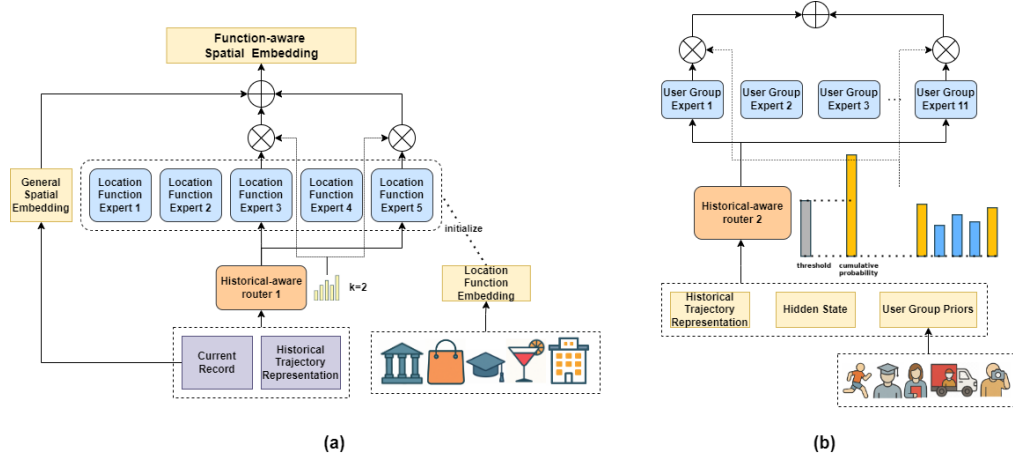 Function-aware
Spatial Embedding
General
Spatial
Embedding
Location
Function
Expert 1
Location
Function
Expert 2
Location
Function
Expert 3
Location
Function
Expert 4
Location
Function
Expert 5
initialize
Historical-aware
router 1
k=2
Location
Function
Embedding
Current
Record
Historical
Trajectory
Representation
(a)
User Group
Expert 1
User Group
Expert 2
User Group
Expert 3
...
User Group
Expert 11
Historical-aware
router 2
threshold
cumulative
probability
Historical
Trajectory
Representation
Hidden State
User Group Priors
(b)